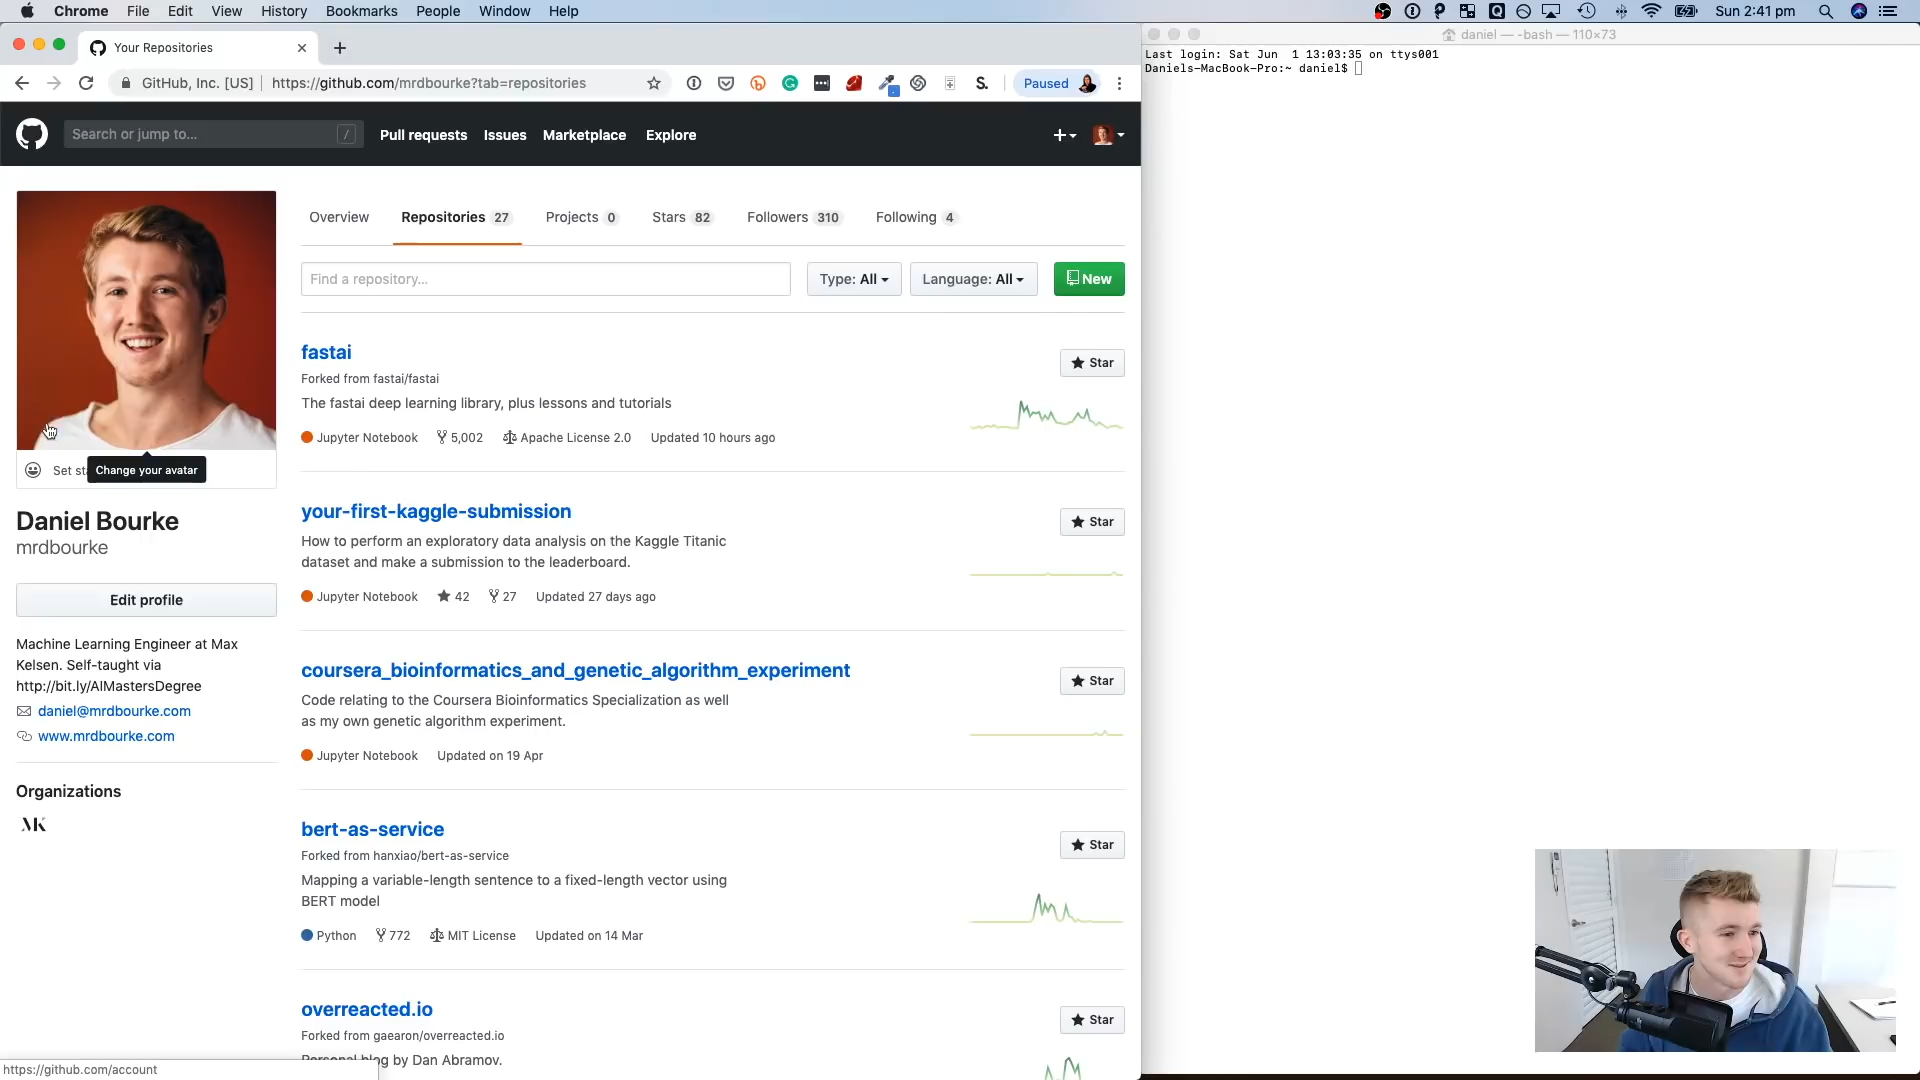 Chrome File Edit View History Bookmarks People Window Help
Sun 2:41 pm
Your Repositories
GitHub, Inc. [US] https://github.com/mrdbourke?tab=repositories
S.
Paused
daniel — -bash — 110×73
Last login: Sat Jun  1 13:03:35 on ttys001
Daniels-MacBook-Pro:~ daniel$
Search or jump to... /
Pull requests Issues Marketplace Explore
Overview Repositories 27 Projects 0 Stars 82 Followers 310 Following 4
Find a repository...
Type: All
Language: All
New
fastai
Star
Forked from fastai/fastai
The fastai deep learning library, plus lessons and tutorials
Jupyter Notebook 5,002 Apache License 2.0 Updated 10 hours ago
Set st
Change your avatar
Daniel Bourke
mrdbourke
Edit profile
Machine Learning Engineer at Max
Kelsen. Self-taught via
http://bit.ly/AIMastersDegree
daniel@mrdbourke.com
www.mrdbourke.com
Organizations
MK
your-first-kaggle-submission
Star
How to perform an exploratory data analysis on the Kaggle Titanic
dataset and make a submission to the leaderboard.
Jupyter Notebook 42 27 Updated 27 days ago
coursera_bioinformatics_and_genetic_algorithm_experiment
Star
Code relating to the Coursera Bioinformatics Specialization as well
as my own genetic algorithm experiment.
Jupyter Notebook Updated on 19 Apr
bert-as-service
Star
Forked from hanxiao/bert-as-service
Mapping a variable-length sentence to a fixed-length vector using
BERT model
Python 772 MIT License Updated on 14 Mar
overreacted.io
Star
Forked from gaearon/overreacted.io
Personal blog by Dan Abramov.
https://github.com/account